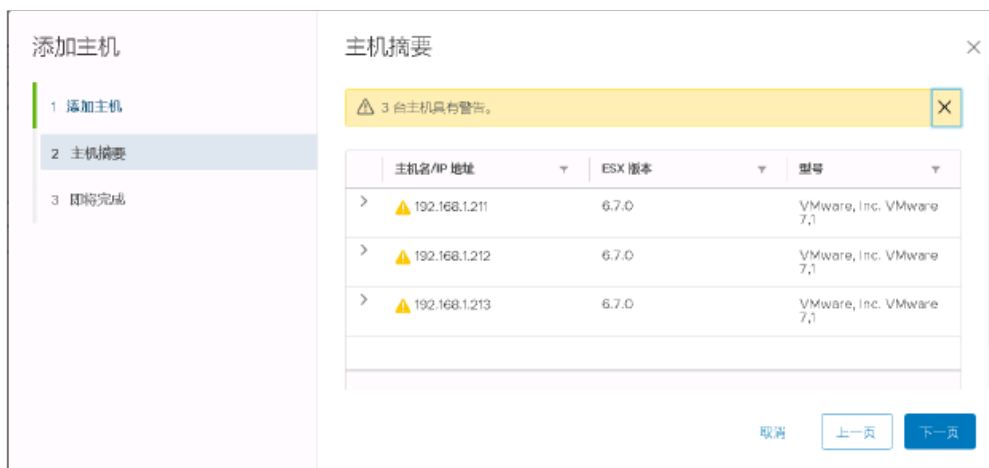 添加主机
主机摘要
1 添加主机
3 台主机具有警告。
2 主机摘要
主机名/IP 地址
ESX 版本
型号
3 即将完成
192.168.1.211
6.7.0
VMware, Inc. VMware
7,1
192.168.1.212
6.7.0
VMware, Inc. VMware
7,1
192.168.1.213
6.7.0
VMware, Inc. VMware
7,1
取消
上一页
下一页